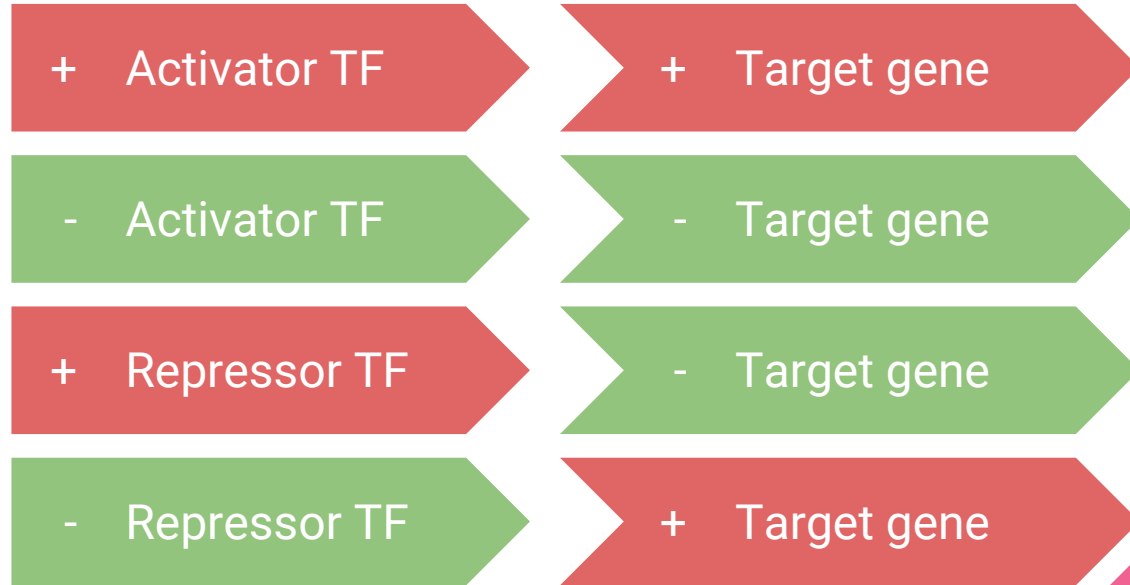 + Activator TF + Target gene
- Activator TF - Target gene
+ Repressor TF - Target gene
- Repressor TF + Target gene